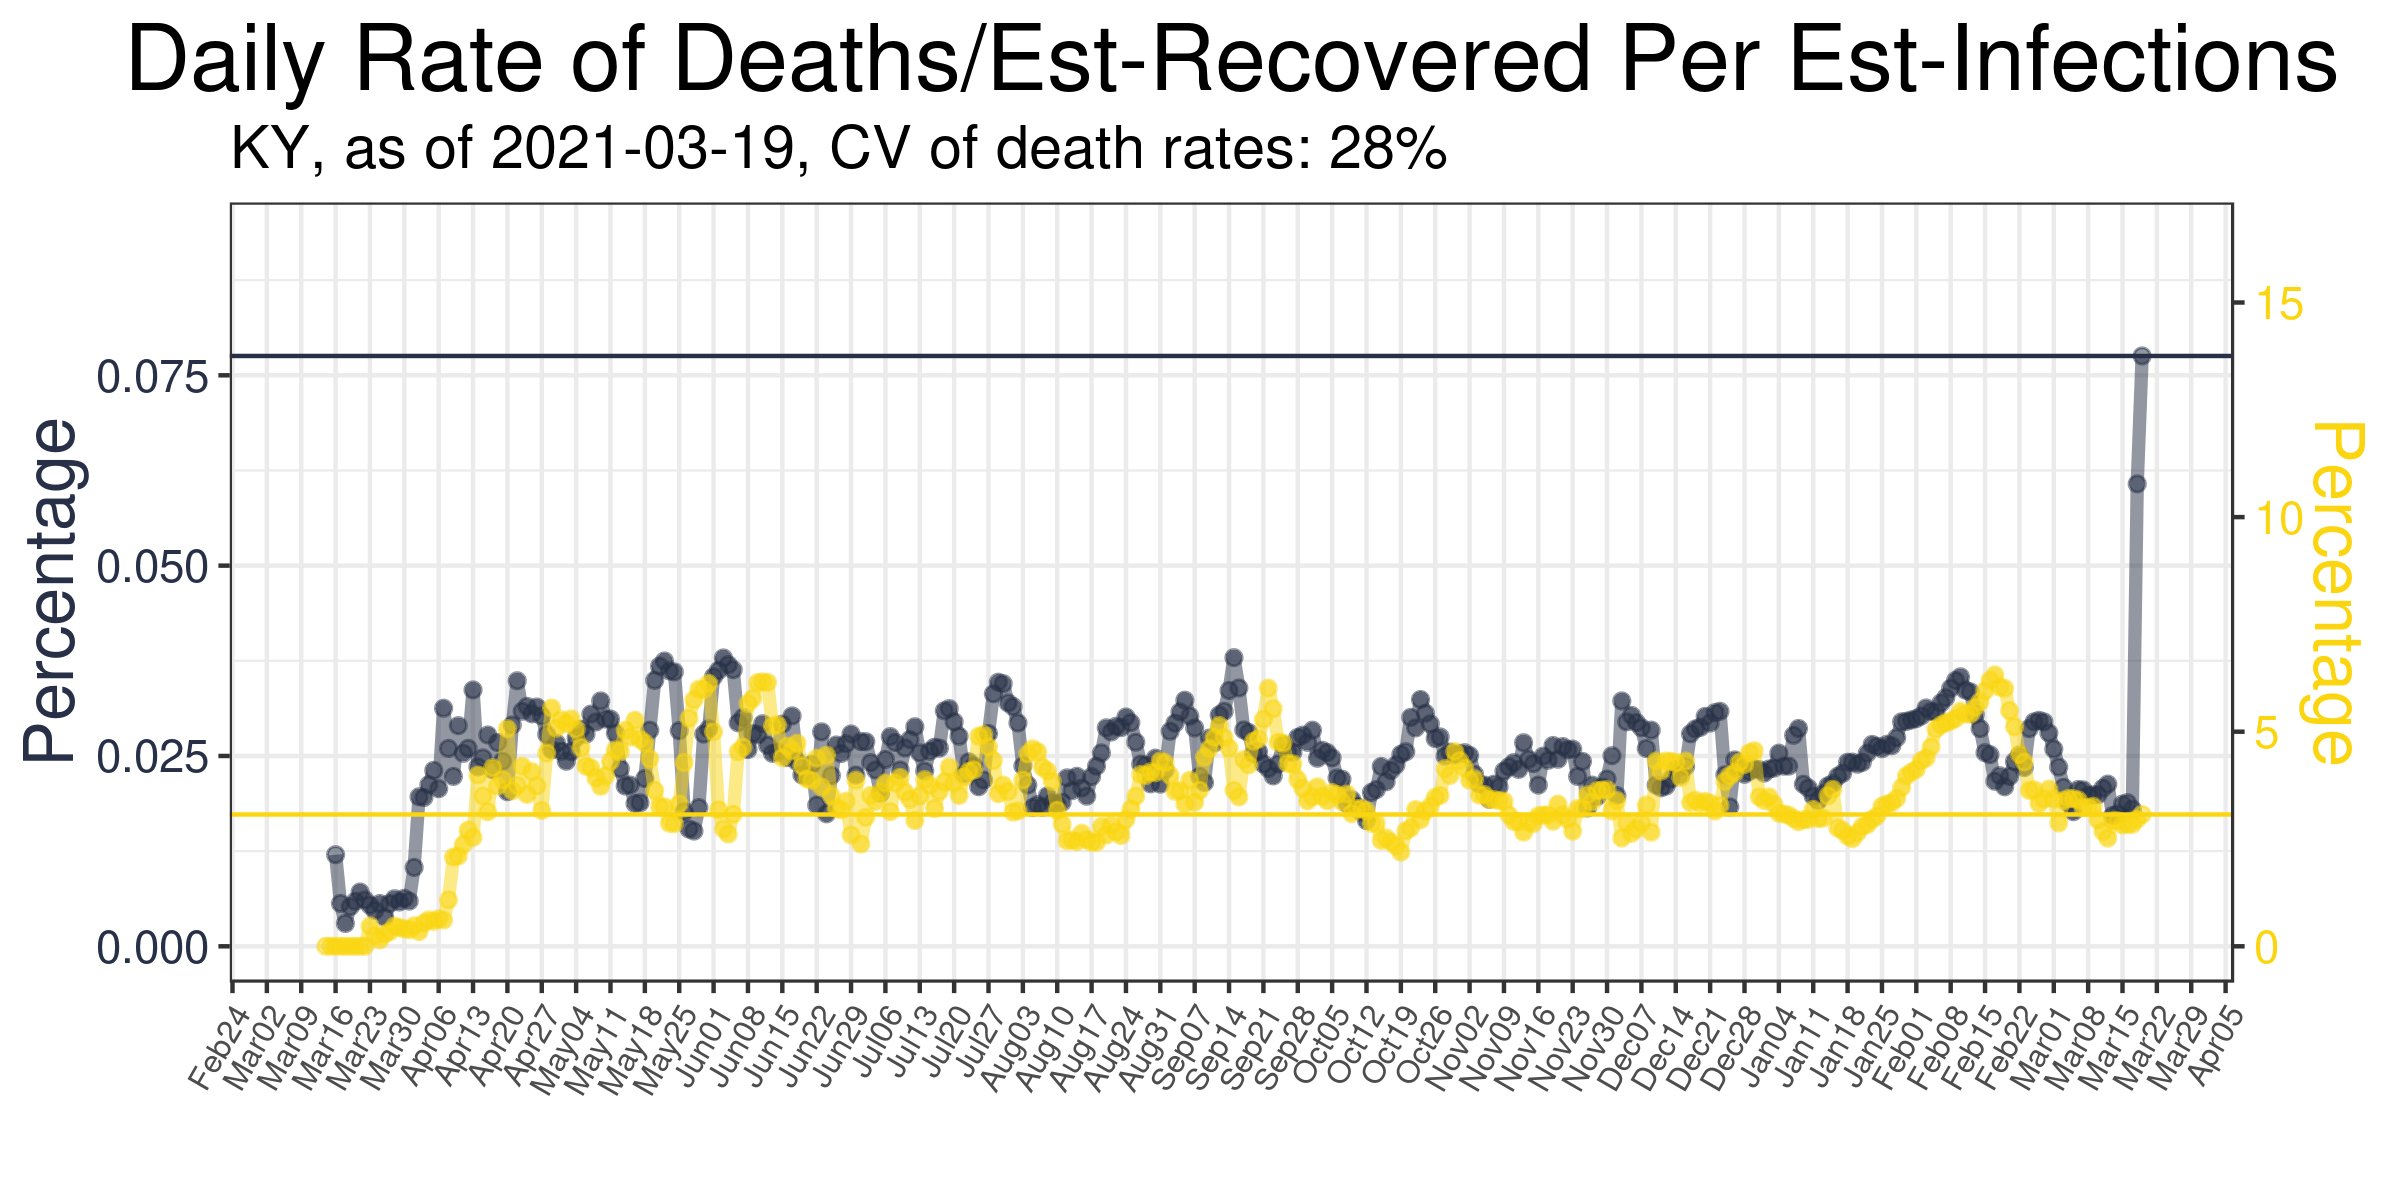 Daily Rate of Deaths/Est-Recovered Per Est-Infections
KY, as of 2021-03-19, CV of death rates: 28%
Percentage
0.075
0.050
0.025
0.000
15
10
5
0
Percentage
Feb24
Mar02
Mar09
Mar16
Mar23
Mar30
Apr06
Apr13
Apr20
Apr27
May04
May11
May18
May25
Jun01
Jun08
Jun15
Jun22
Jun29
Jul06
Jul13
Jul20
Jul27
Aug03
Aug10
Aug17
Aug24
Aug31
Sep07
Sep14
Sep21
Sep28
Oct05
Oct12
Oct19
Oct26
Nov02
Nov09
Nov16
Nov23
Nov30
Dec07
Dec14
Dec21
Dec28
Jan04
Jan11
Jan18
Jan25
Feb01
Feb08
Feb15
Feb22
Mar01
Mar08
Mar15
Mar22
Mar29
Apr05